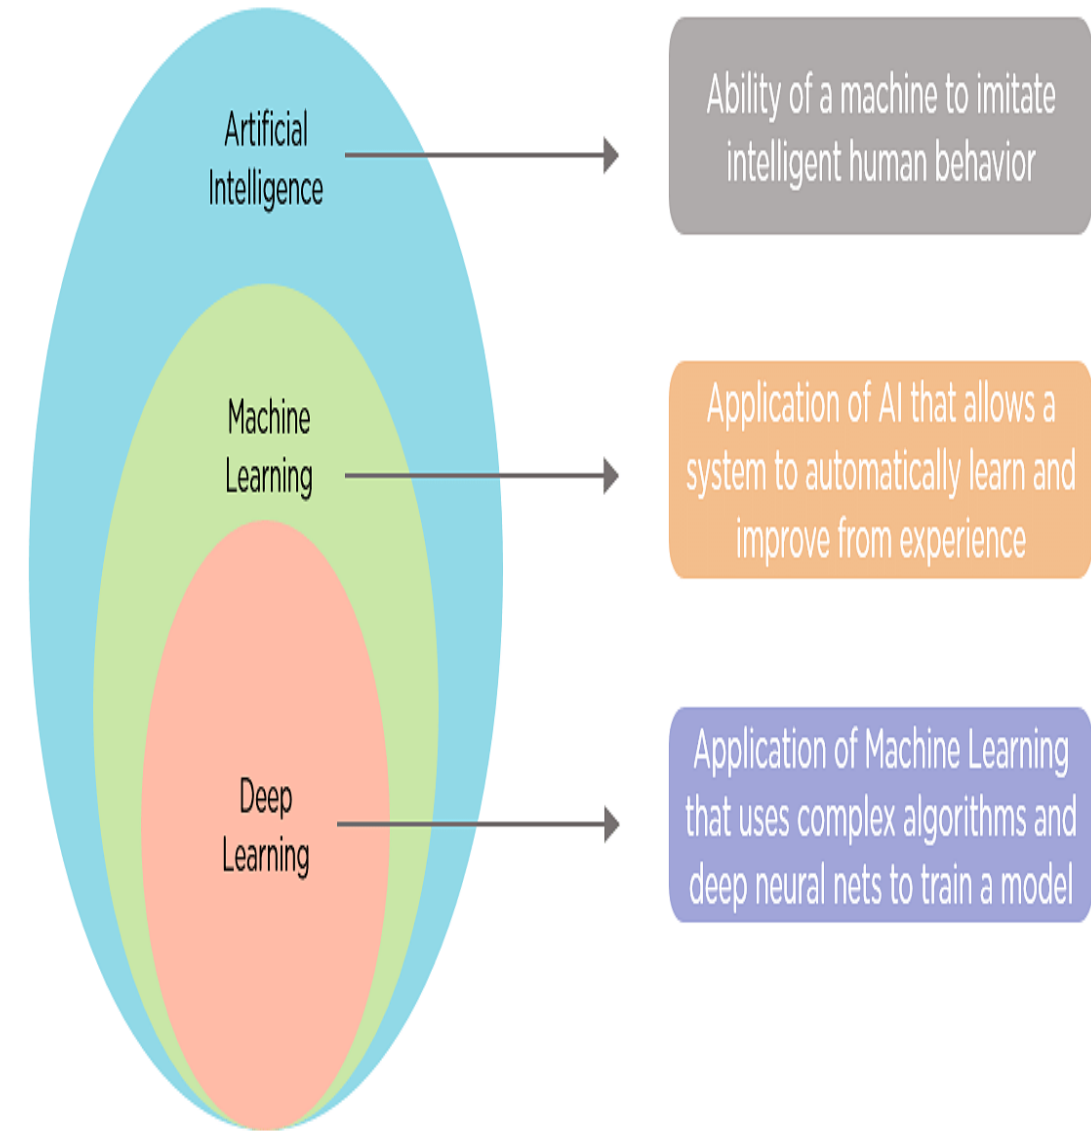 Artificial
Intelligence
Ability of a machine to imitate
intelligent human behavior
Machine
Learning
Application of AI that allows a
system to automatically learn and
improve from experience
Deep
Learning
Application of Machine Learning
that uses complex algorithms and
deep neural nets to train a model